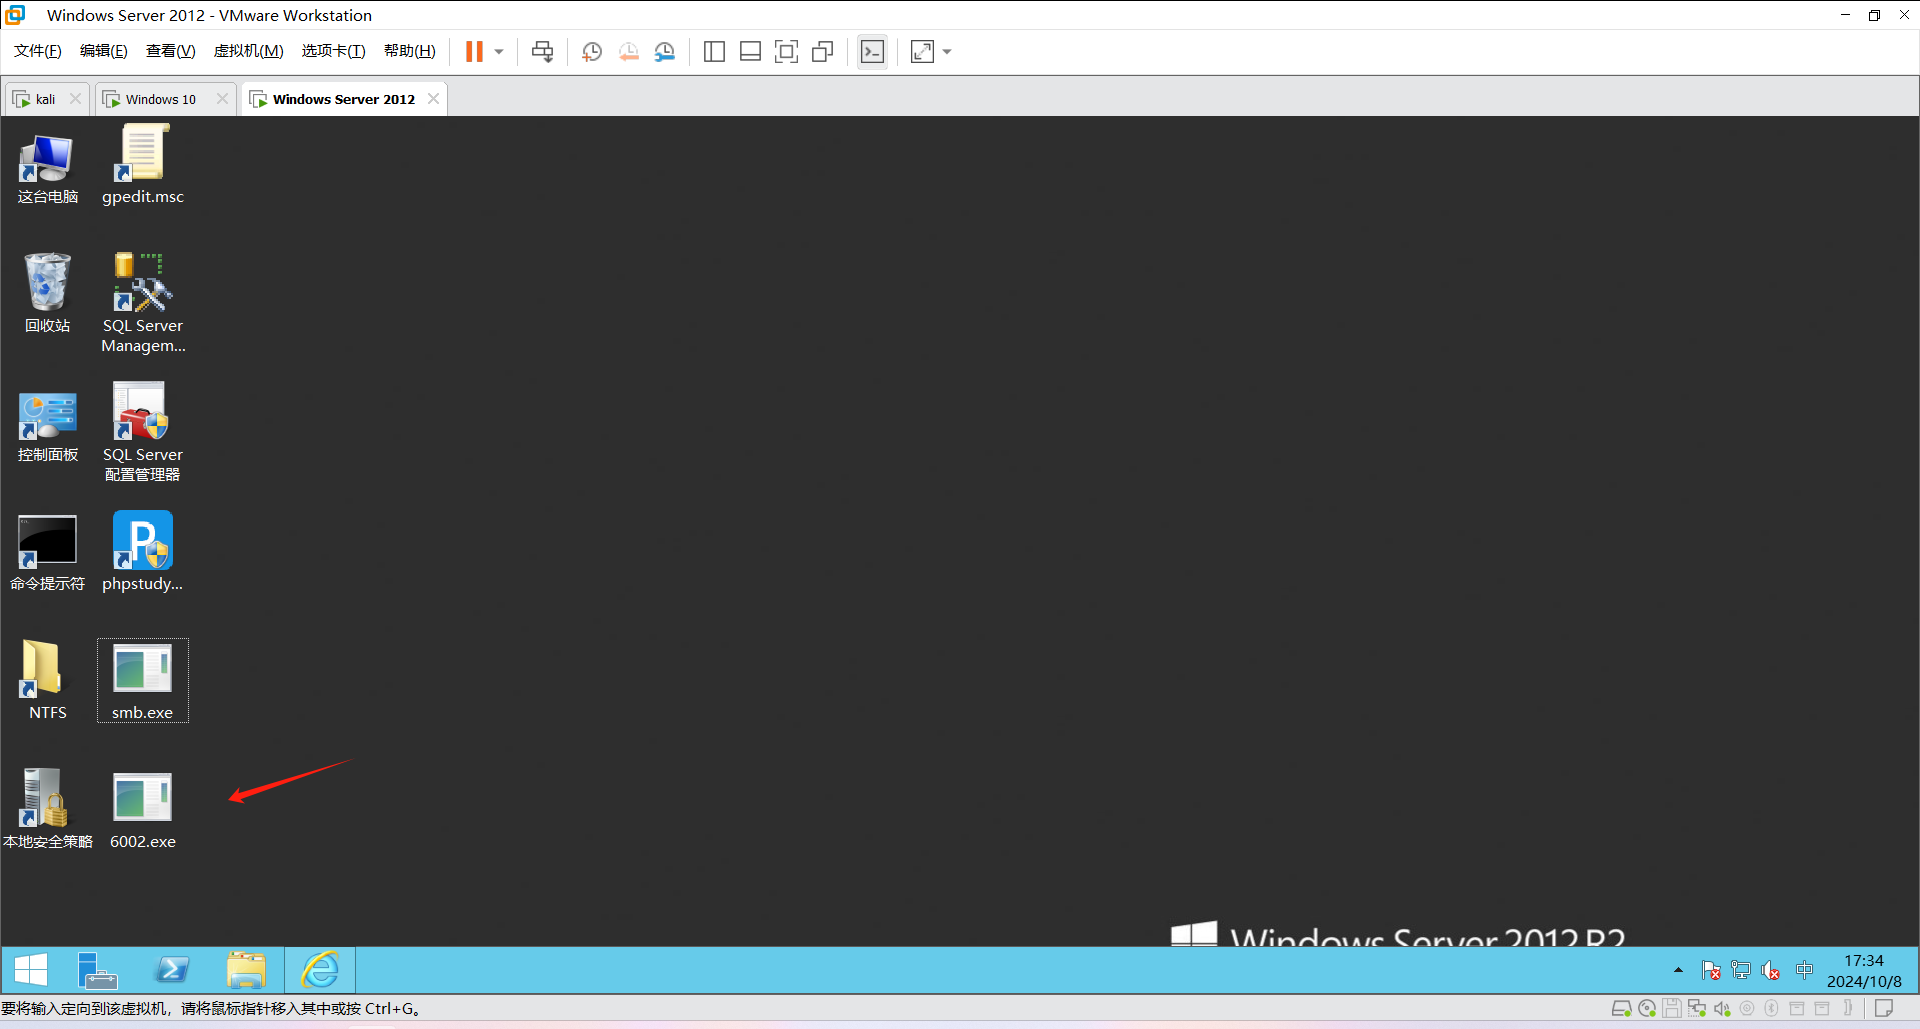 Windows Server 2012 - VMware Workstation
文件(F) 编辑(E) 查看(V) 虚拟机(M) 选项卡(T) 帮助(H)
kali
Windows 10
Windows Server 2012
这台电脑
gpedit.msc
回收站
SQL Server
Managem...
控制面板
SQL Server
配置管理器
命令提示符
phpstudy...
NTFS
smb.exe
本地安全策略
6002.exe
Windows Server 2012 R2
中
17:34
2024/10/8
要将输入定向到该虚拟机，请将鼠标指针移入其中或按 Ctrl+G。